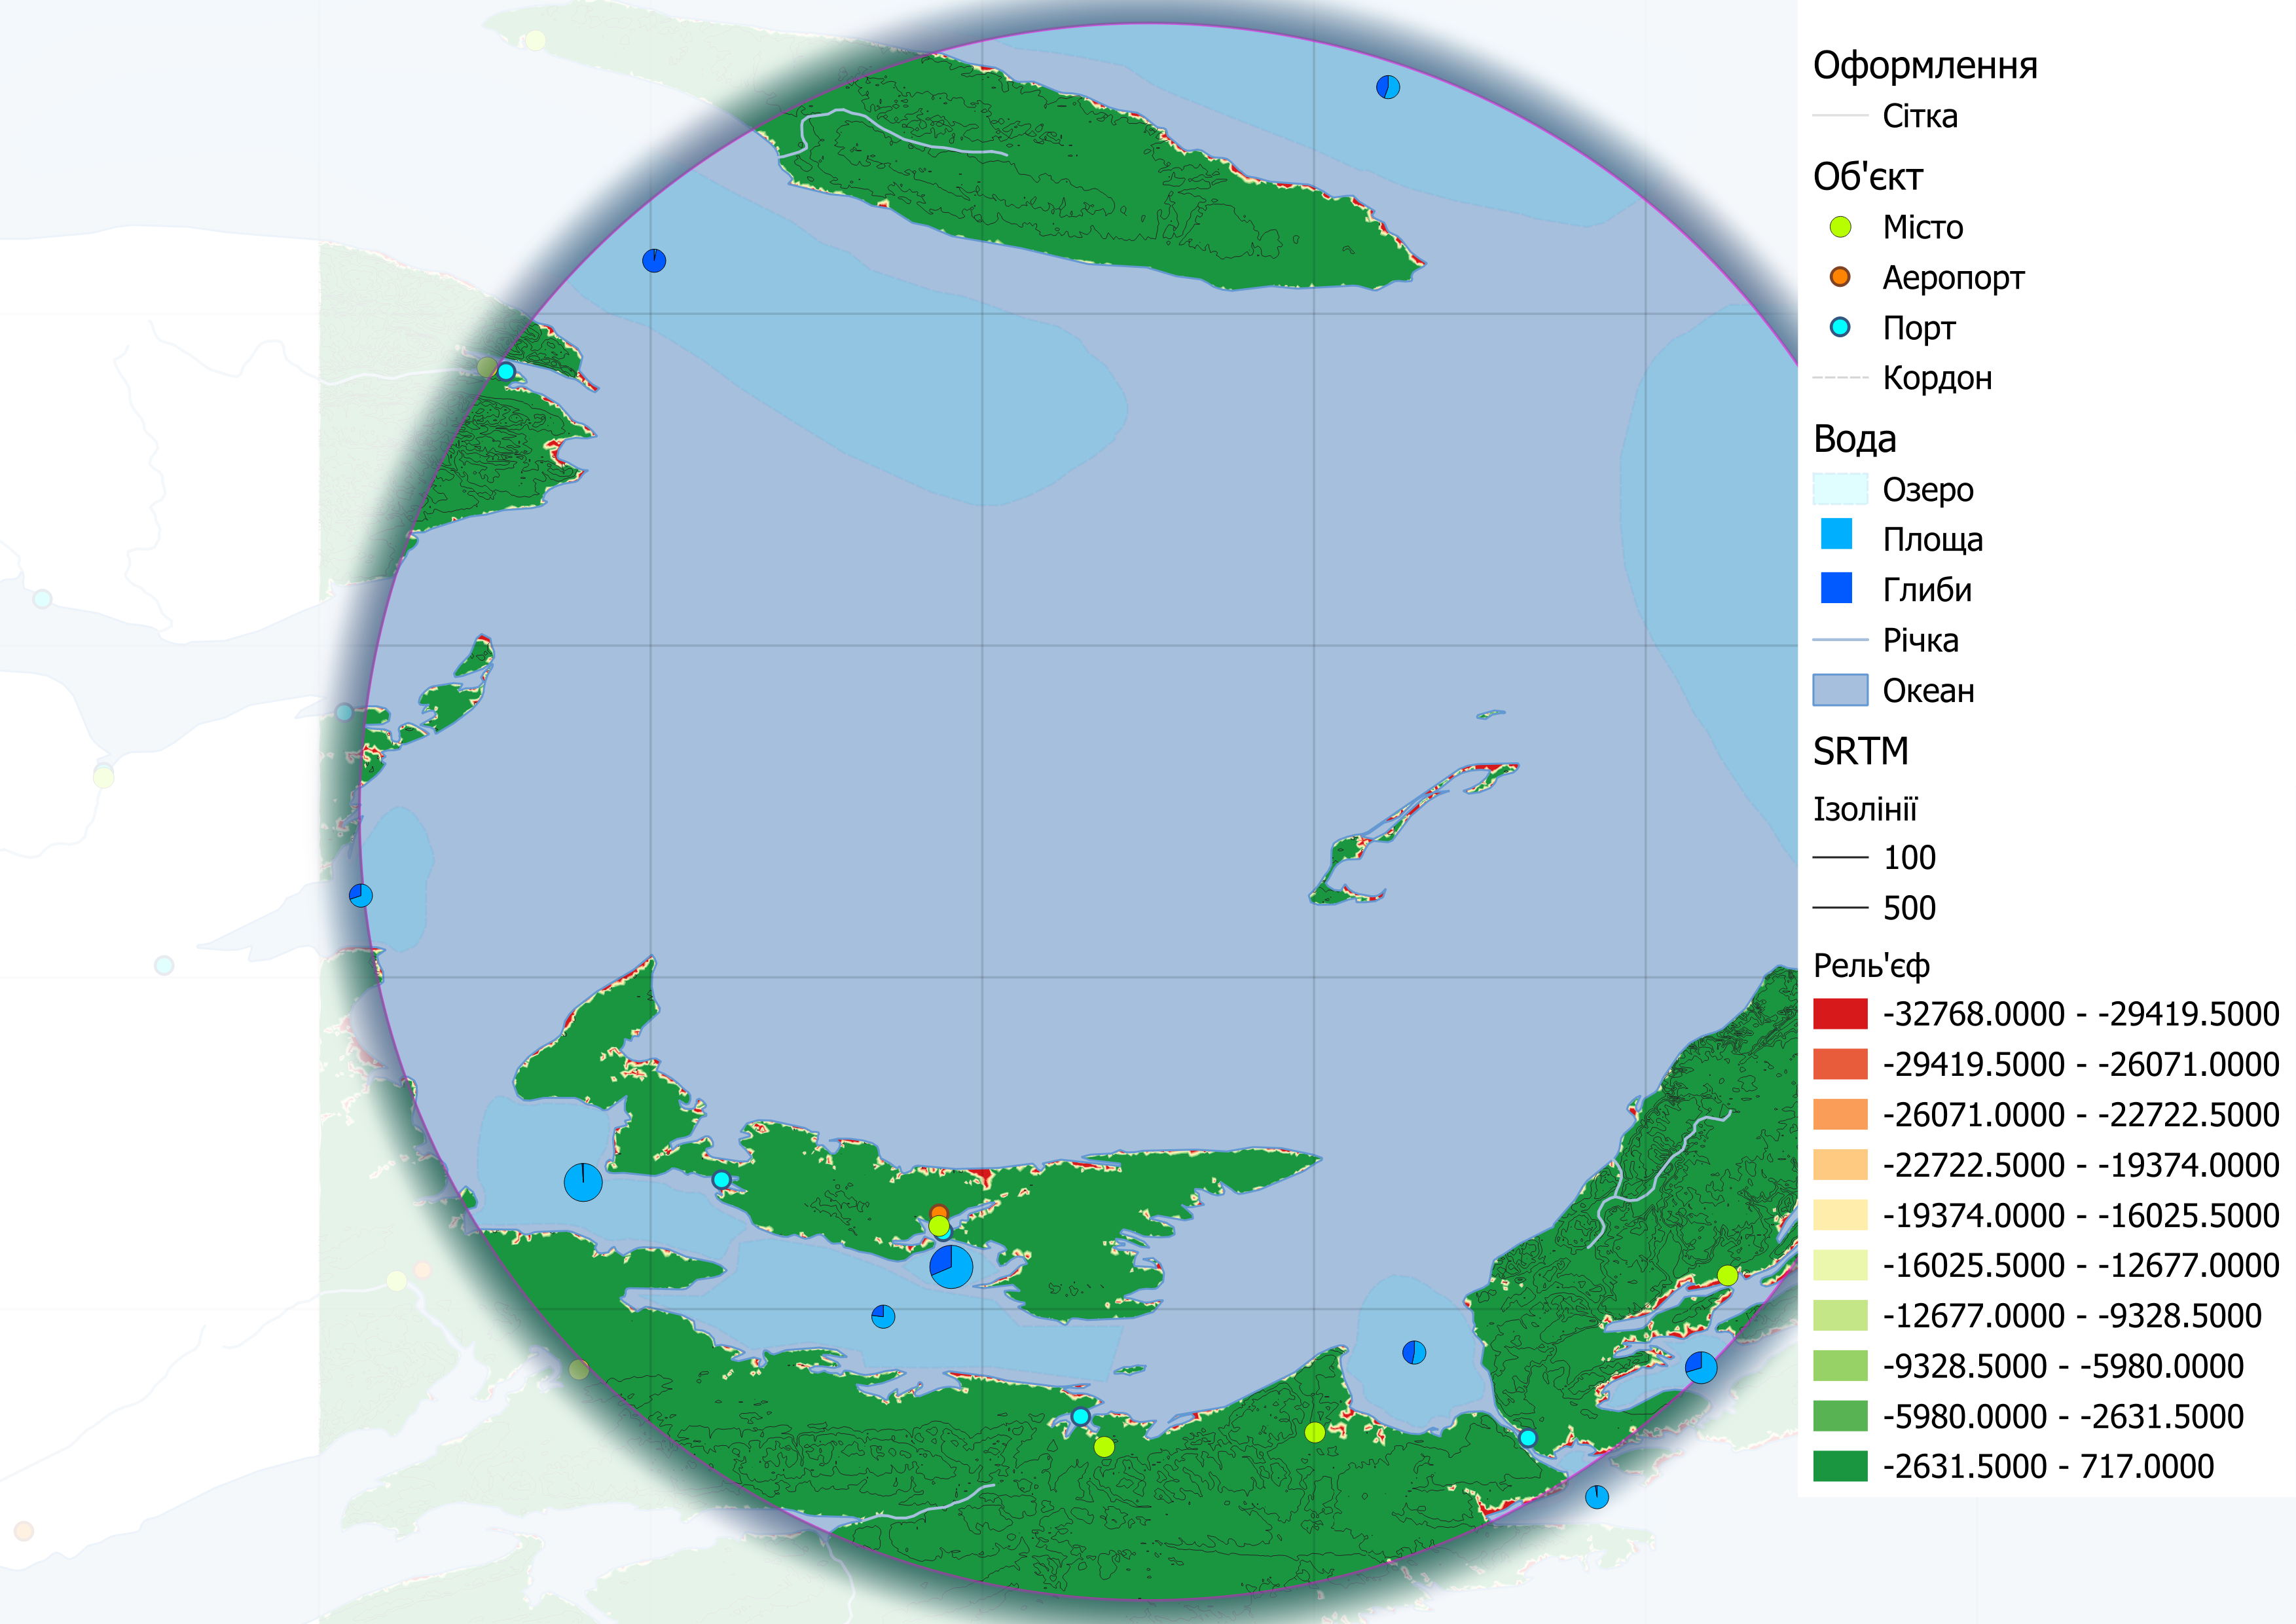 Оформлення
Сітка
Об'єкт
Місто
Аеропорт
Порт
Кордон
Вода
Озеро
Площа
Глиби
Річка
Океан
SRTM
Ізолінії
100
500
Рель'єф
-32768.0000 - -29419.5000
-29419.5000 - -26071.0000
-26071.0000 - -22722.5000
-22722.5000 - -19374.0000
-19374.0000 - -16025.5000
-16025.5000 - -12677.0000
-12677.0000 - -9328.5000
-9328.5000 - -5980.0000
-5980.0000 - -2631.5000
-2631.5000 - 717.0000